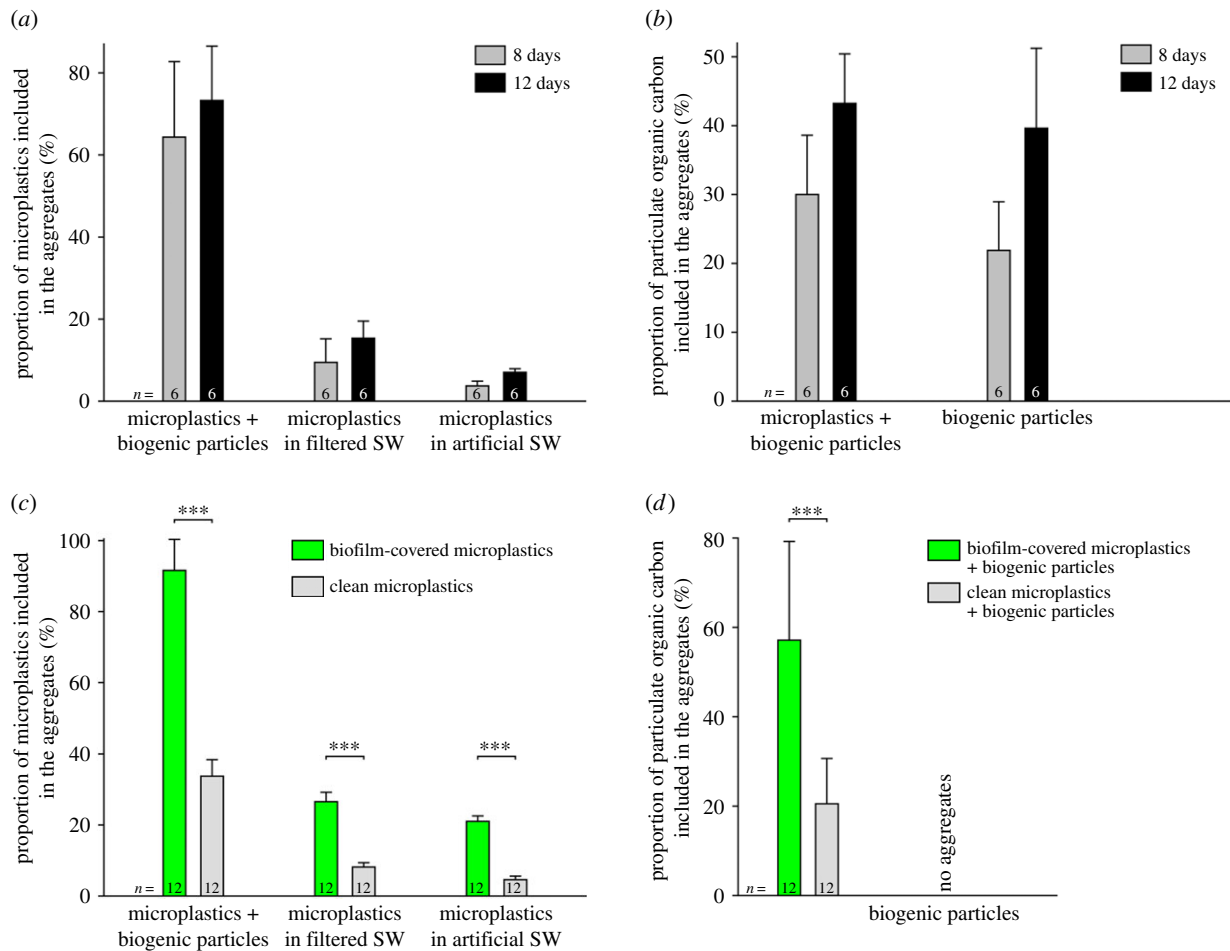 (a)
proportion of microplastics included
in the aggregates (%)
80
60
40
20
0
8 days
12 days
n =
6
6
6
6
6
6
microplastics +
biogenic particles
microplastics
in filtered SW
microplastics
in artificial SW
(b)
proportion of particulate organic carbon
included in the aggregates (%)
50
40
30
20
10
0
8 days
12 days
n =
6
6
6
6
microplastics +
biogenic particles
biogenic particles
(c)
proportion of microplastics included
in the aggregates (%)
100
80
60
40
20
0
***
***
***
biofilm-covered microplastics
clean microplastics
n =
12
12
12
12
12
12
microplastics +
biogenic particles
microplastics
in filtered SW
microplastics
in artificial SW
(d)
proportion of particulate organic carbon
included in the aggregates (%)
80
60
40
20
0
***
biofilm-covered microplastics
+ biogenic particles
clean microplastics
+ biogenic particles
n =
12
12
no aggregates
biogenic particles